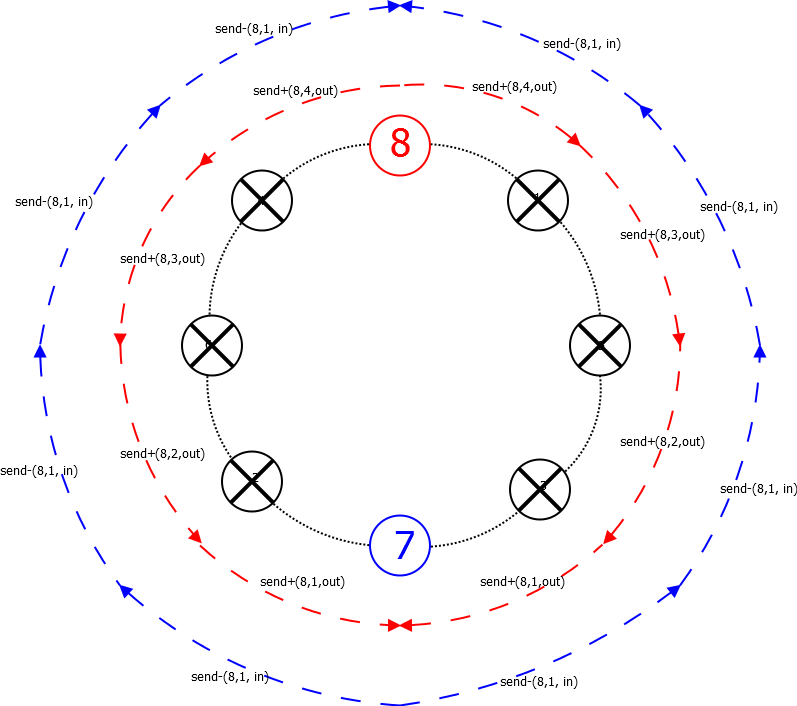 send-(8,1, in)
send-(8,1, in)
send+(8,4,out)
send+(8,4,out)
8
send-(8,1, in)
send-(8,1, in)
send+(8,3,out)
send+(8,3,out)
send+(8,2,out)
send+(8,2,out)
send-(8,1, in)
2
3
send-(8,1, in)
7
send+(8,1,out)
send+(8,1,out)
send-(8,1, in)
send-(8,1, in)